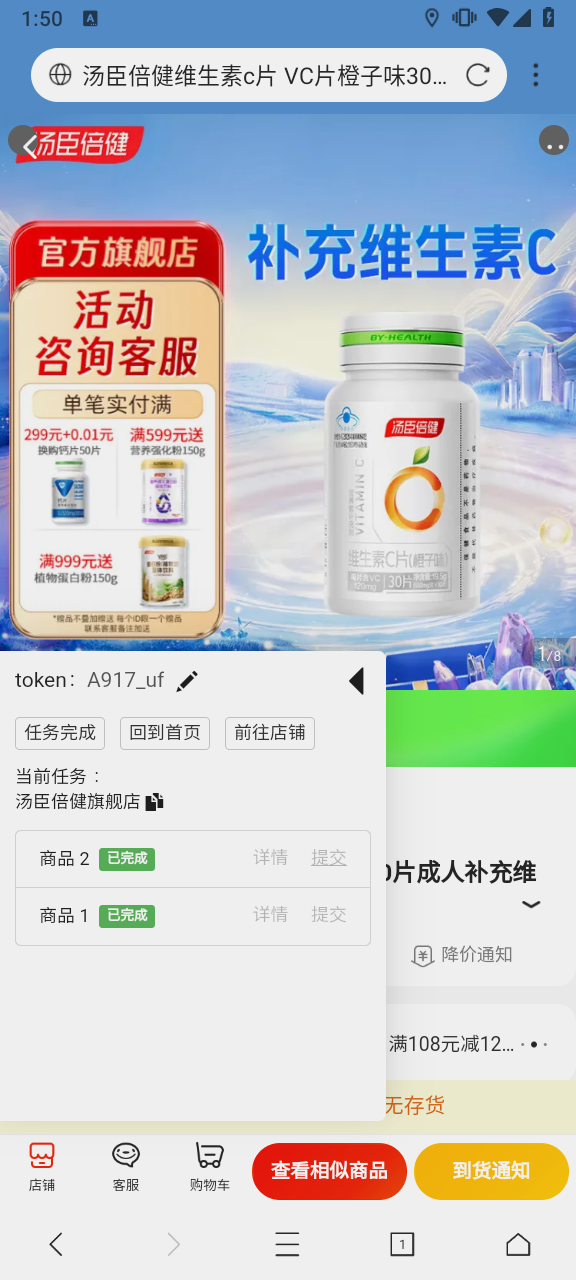 1:50
汤臣倍健维生素c片 VC片橙子味30...
汤臣倍健
官方旗舰店
补充维生素C
活动
咨询客服
单笔实付满
299元+0.01元
换购钙片50片
满599元送
营养强化粉150g
满999元送
植物蛋白粉150g
*赠品不叠加赠送 每个ID限一个赠品
联系客服备注加送
BY-HEALTH
汤臣倍健
VITAMIN C
维生素C片(橙子味)
30片
1/8
token： A917_uf
任务完成
回到首页
前往店铺
当前任务：
汤臣倍健旗舰店
商品 2 已完成 详情 提交
商品 1 已完成 详情 提交
片成人补充维
降价通知
满108元减12...
无存货
店铺
客服
购物车
查看相似商品
到货通知
1